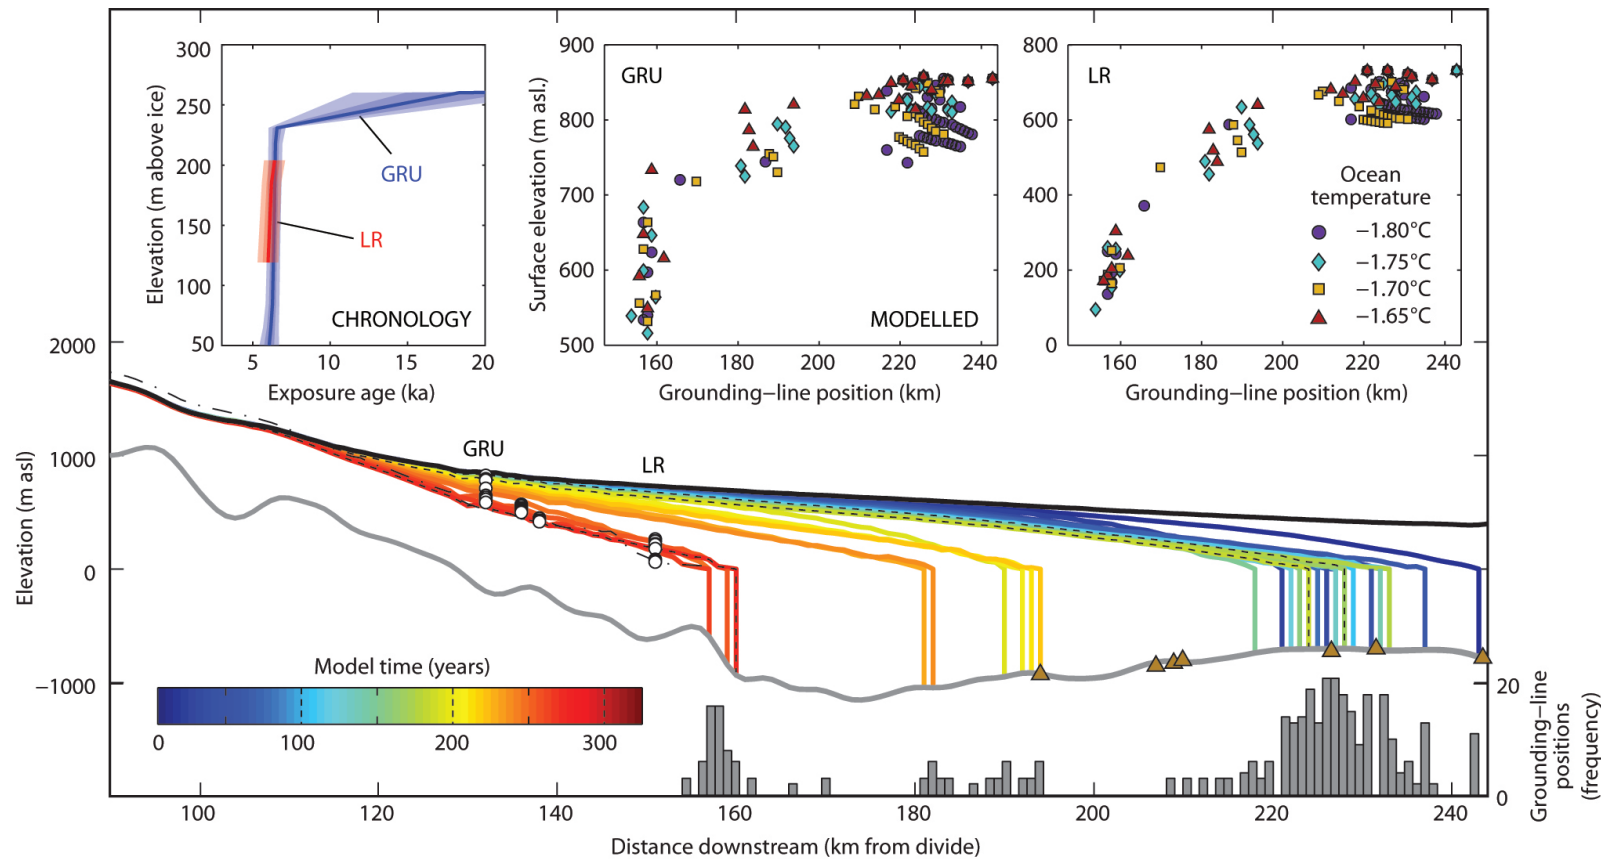 300
250
200
150
100
50
Elevation (m above ice)
GRU
LR
CHRONOLOGY
5
10
15
20
Exposure age (ka)
900
800
700
600
500
Surface elevation (m asl.)
GRU
MODELLED
160
180
200
220
240
Grounding–line position (km)
800
600
400
200
0
LR
Ocean
temperature
−1.80°C
−1.75°C
−1.70°C
−1.65°C
160
180
200
220
240
Grounding–line position (km)
2000
1000
0
−1000
Elevation (m asl)
GRU
LR
Model time (years)
0
100
200
300
20
0
Grounding–line
positions
(frequency)
100
120
140
160
180
200
220
240
Distance downstream (km from divide)